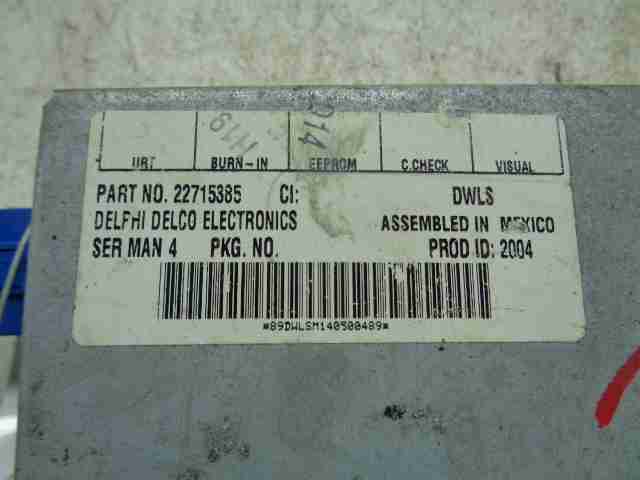 URT BURN-IN EEPROM C.CHECK VISUAL
PART NO. 22715385 CI: DWLS
DELPHI DELCO ELECTRONICS ASSEMBLED IN MEXICO
SER MAN 4 PKG. NO. PROD ID: 2004
*89DWLSM140500489*